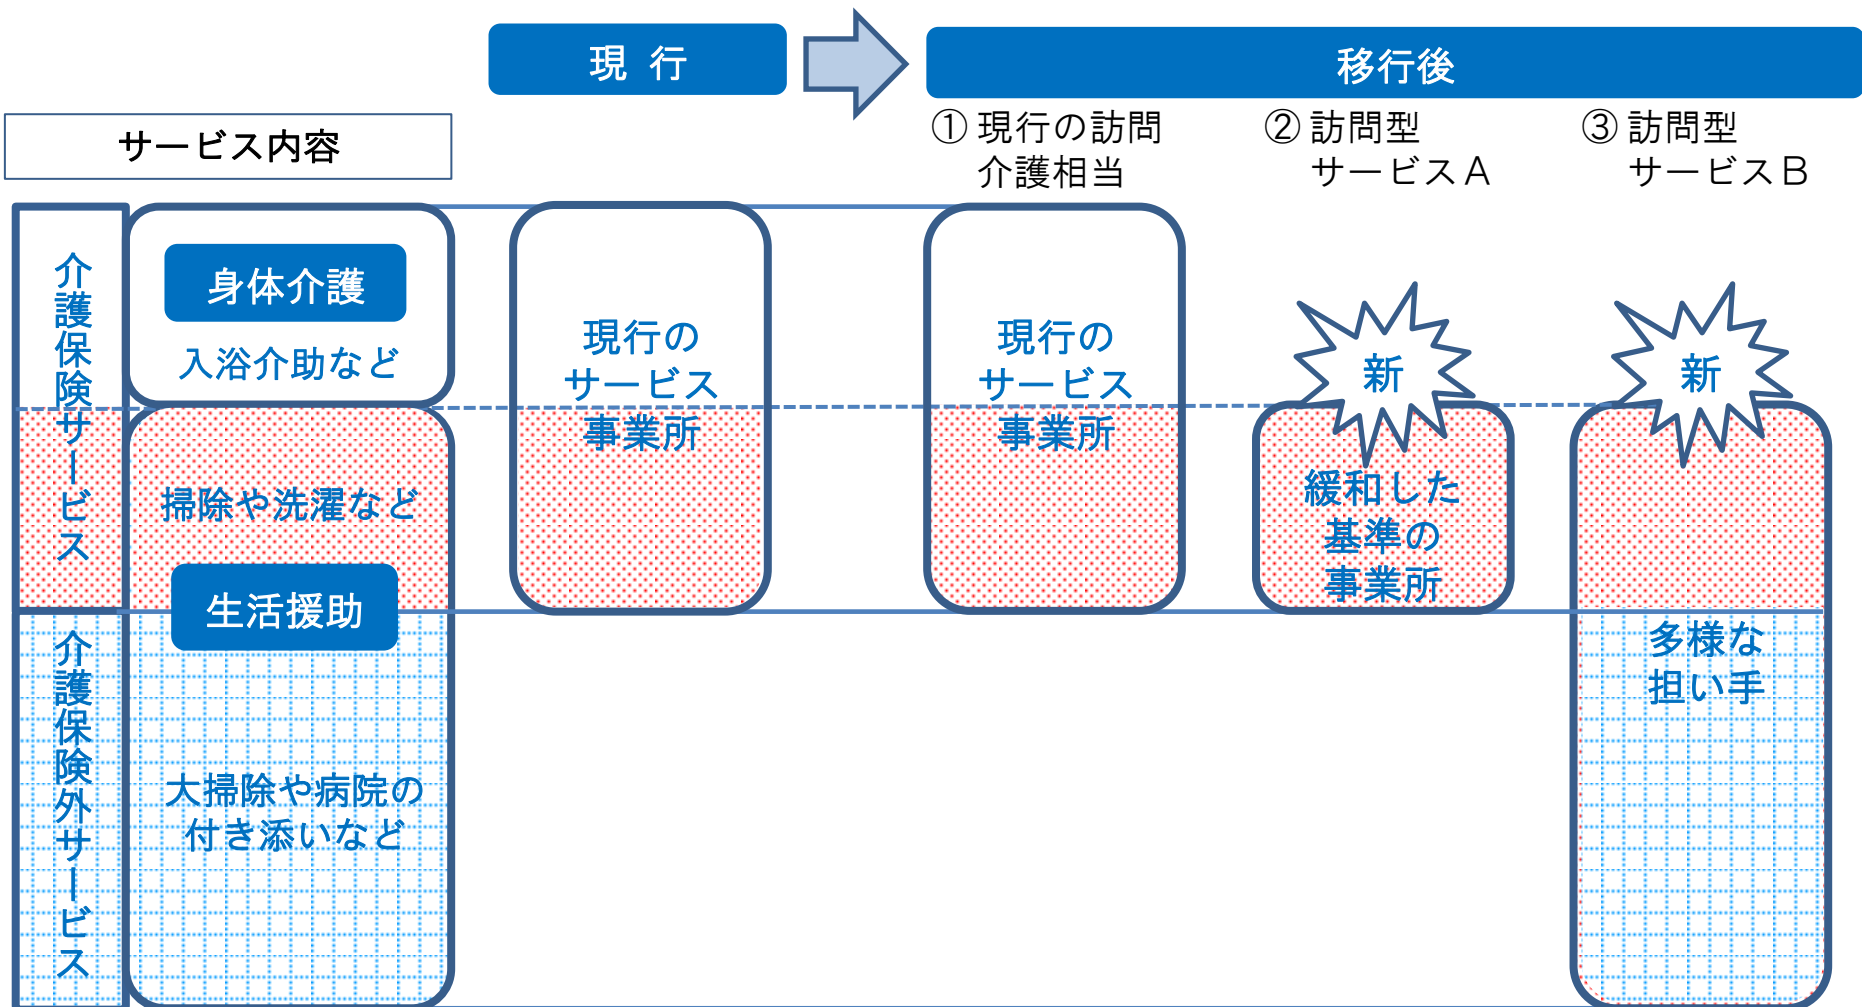 現 行
移行後
サービス内容
① 現行の訪問
介護相当
② 訪問型
サービスA
③ 訪問型
サービスB
介護保険サービス
身体介護
入浴介助など
掃除や洗濯など
生活援助
介護保険外サービス
大掃除や病院の
付き添いなど
現行の
サービス
事業所
現行の
サービス
事業所
新
緩和した
基準の
事業所
新
多様な
担い手